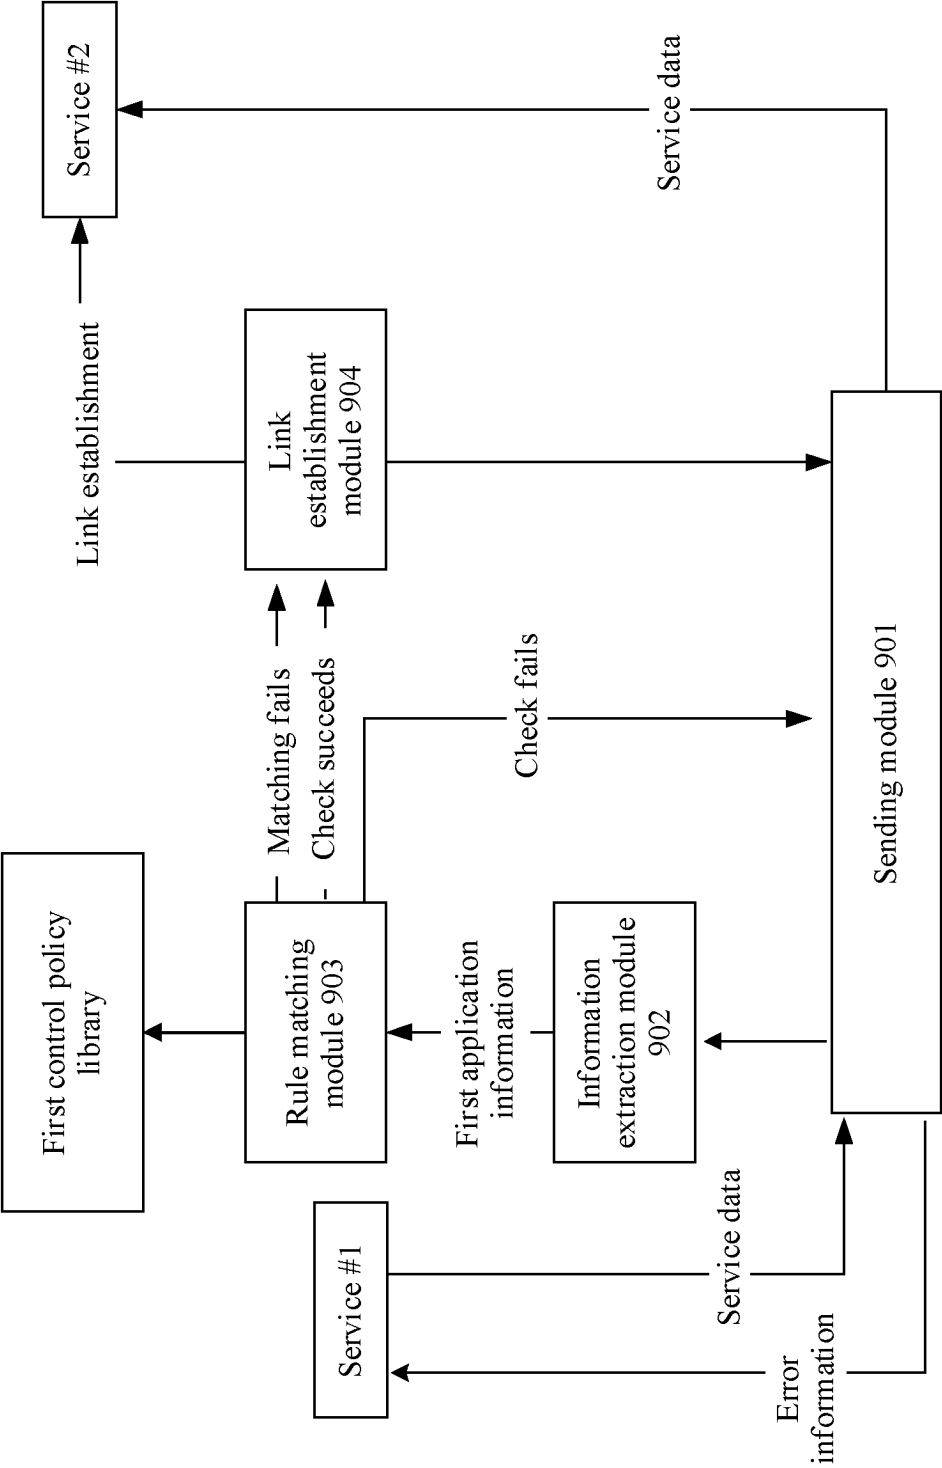 First control policy
library
Service #2
Link establishment
Rule matching
module 903
Matching fails
Check succeeds
Link
establishment
module 904
Service #1
First application
information
Check fails
Information
extraction module
902
Service data
Service data
Error
information
Sending module 901